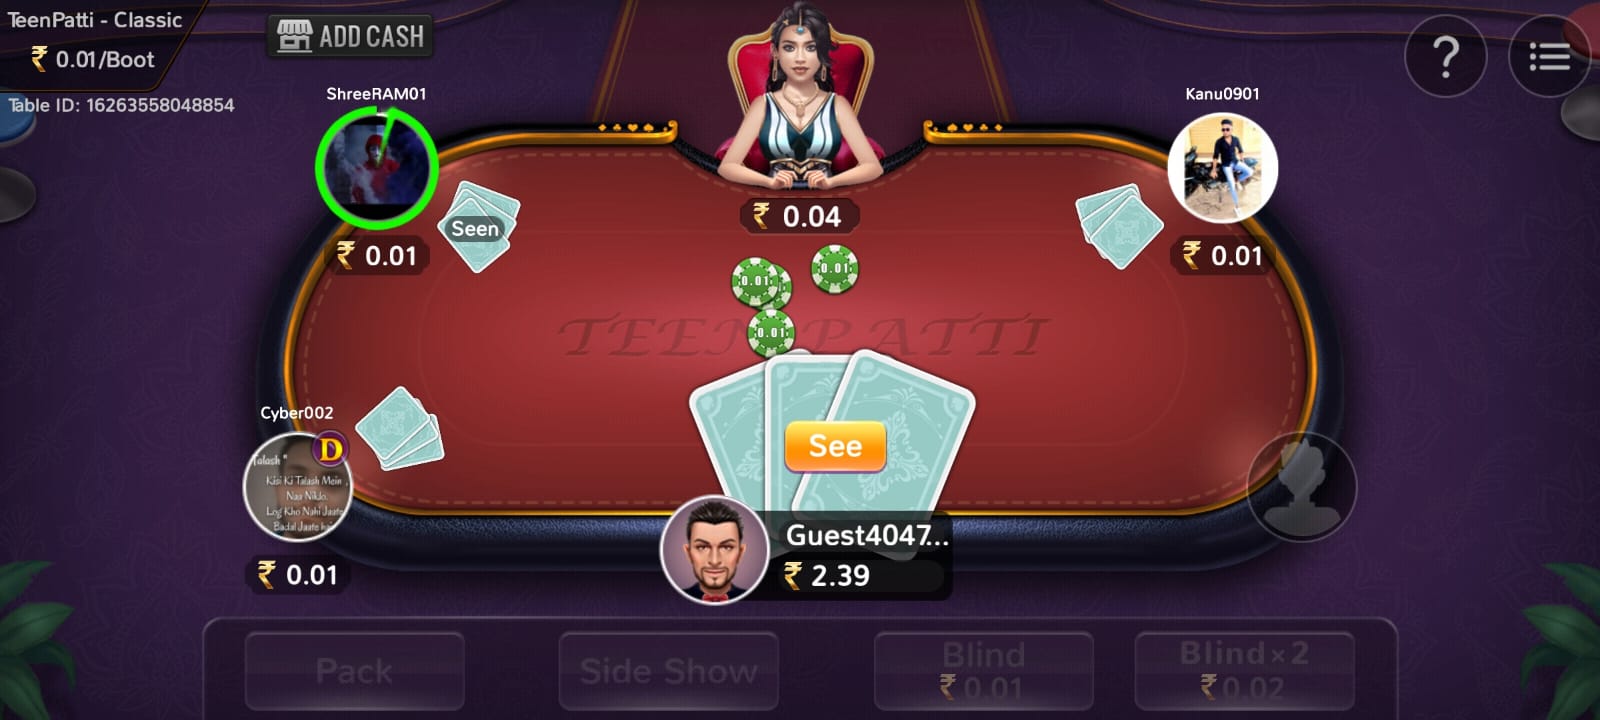 TeenPatti - Classic
₹ 0.01/Boot
ADD CASH
?
Table ID: 16263558048854
ShreeRAM01
Kanu0901
Seen
₹ 0.01
₹ 0.04
₹ 0.01
0.01
0.01
0.01
TEEN PATTI
Cyber002
D
Talash "
Kisi Ki Talash Mein
Naa Niklo.
Log Kho Nahi Jaate
Badal Jaate hai
₹ 0.01
See
Guest4047...
₹ 2.39
Pack
Side Show
Blind
₹ 0.01
Blind×2
₹ 0.02